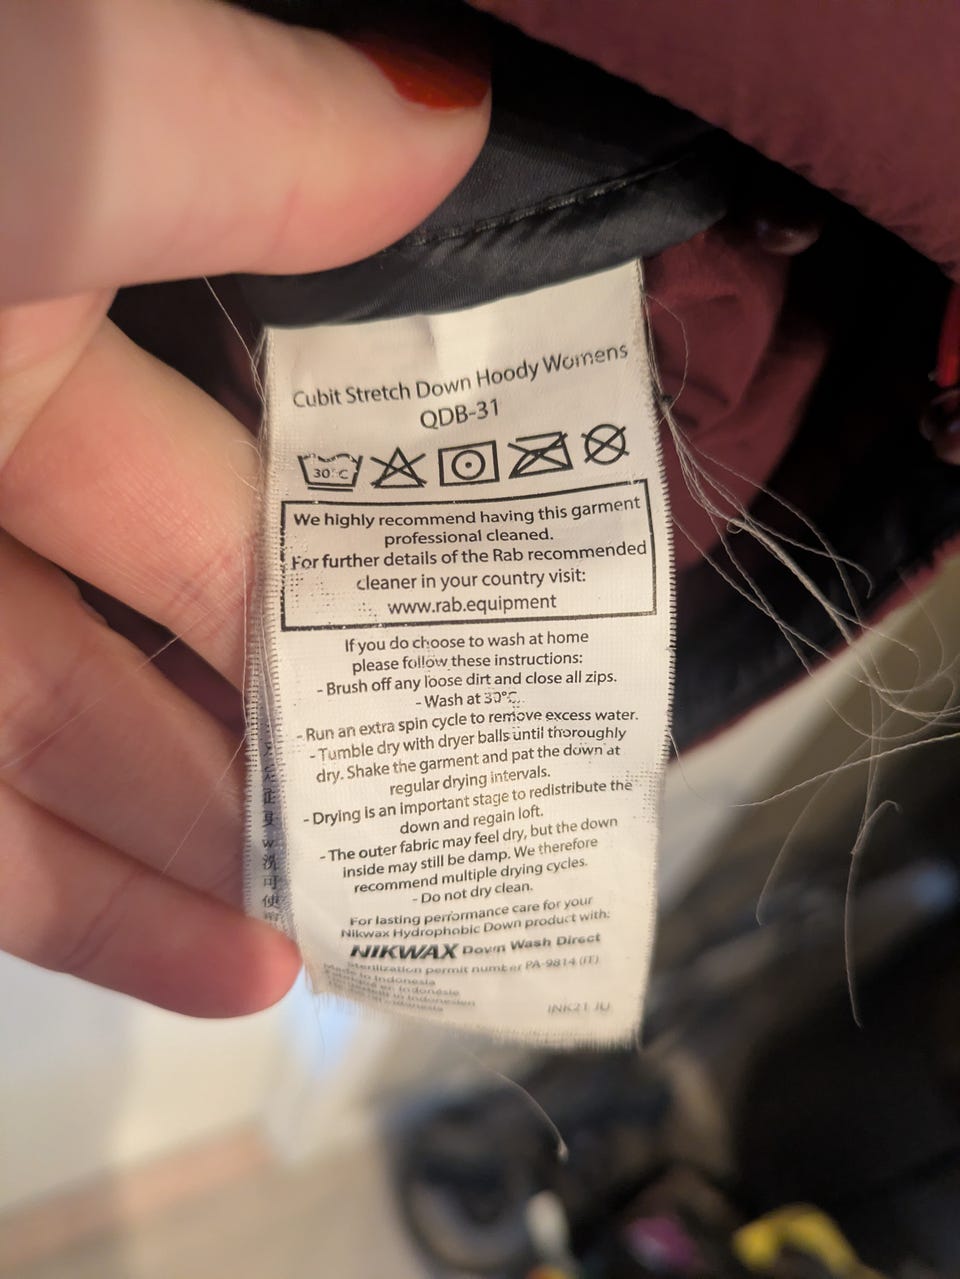 Cubit Stretch Down Hoody Womens
QDB-31
30°C
We highly recommend having this garment
professional cleaned.
For further details of the Rab recommended
cleaner in your country visit:
www.rab.equipment
If you do choose to wash at home
please follow these instructions:
- Brush off any loose dirt and close all zips.
- Wash at 30°C.
- Run an extra spin cycle to remove excess water.
- Tumble dry with dryer balls until thoroughly
dry. Shake the garment and pat the down at
regular drying intervals.
- Drying is an important stage to redistribute the
down and regain loft.
- The outer fabric may feel dry, but the down
inside may still be damp. We therefore
recommend multiple drying cycles.
- Do not dry clean.
For lasting performance care for your
Nikwax Hydrophobic Down product with:
NIKWAX Down Wash Direct
Sterilization permit number PA-9814 (IT)
Made in Indonesia